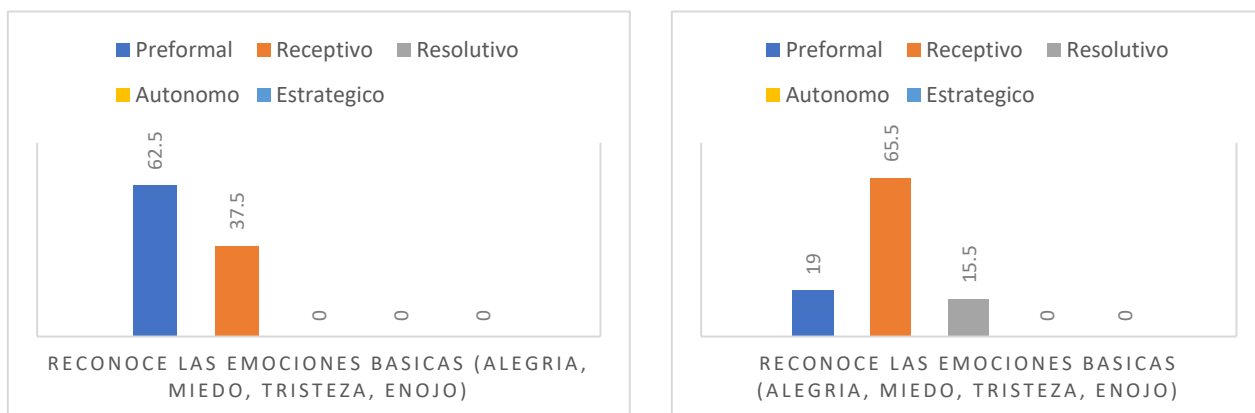 Preformal Receptivo Resolutivo
Autonomo Estrategico
62.5
37.5
0
0
0
RECONOCE LAS EMOCIONES BASICAS (ALEGRIA,
MIEDO, TRISTEZA, ENOJO)
Preformal Receptivo Resolutivo
Autonomo Estrategico
19
65.5
15.5
0
0
RECONOCE LAS EMOCIONES BASICAS
(ALEGRIA, MIEDO, TRISTEZA, ENOJO)